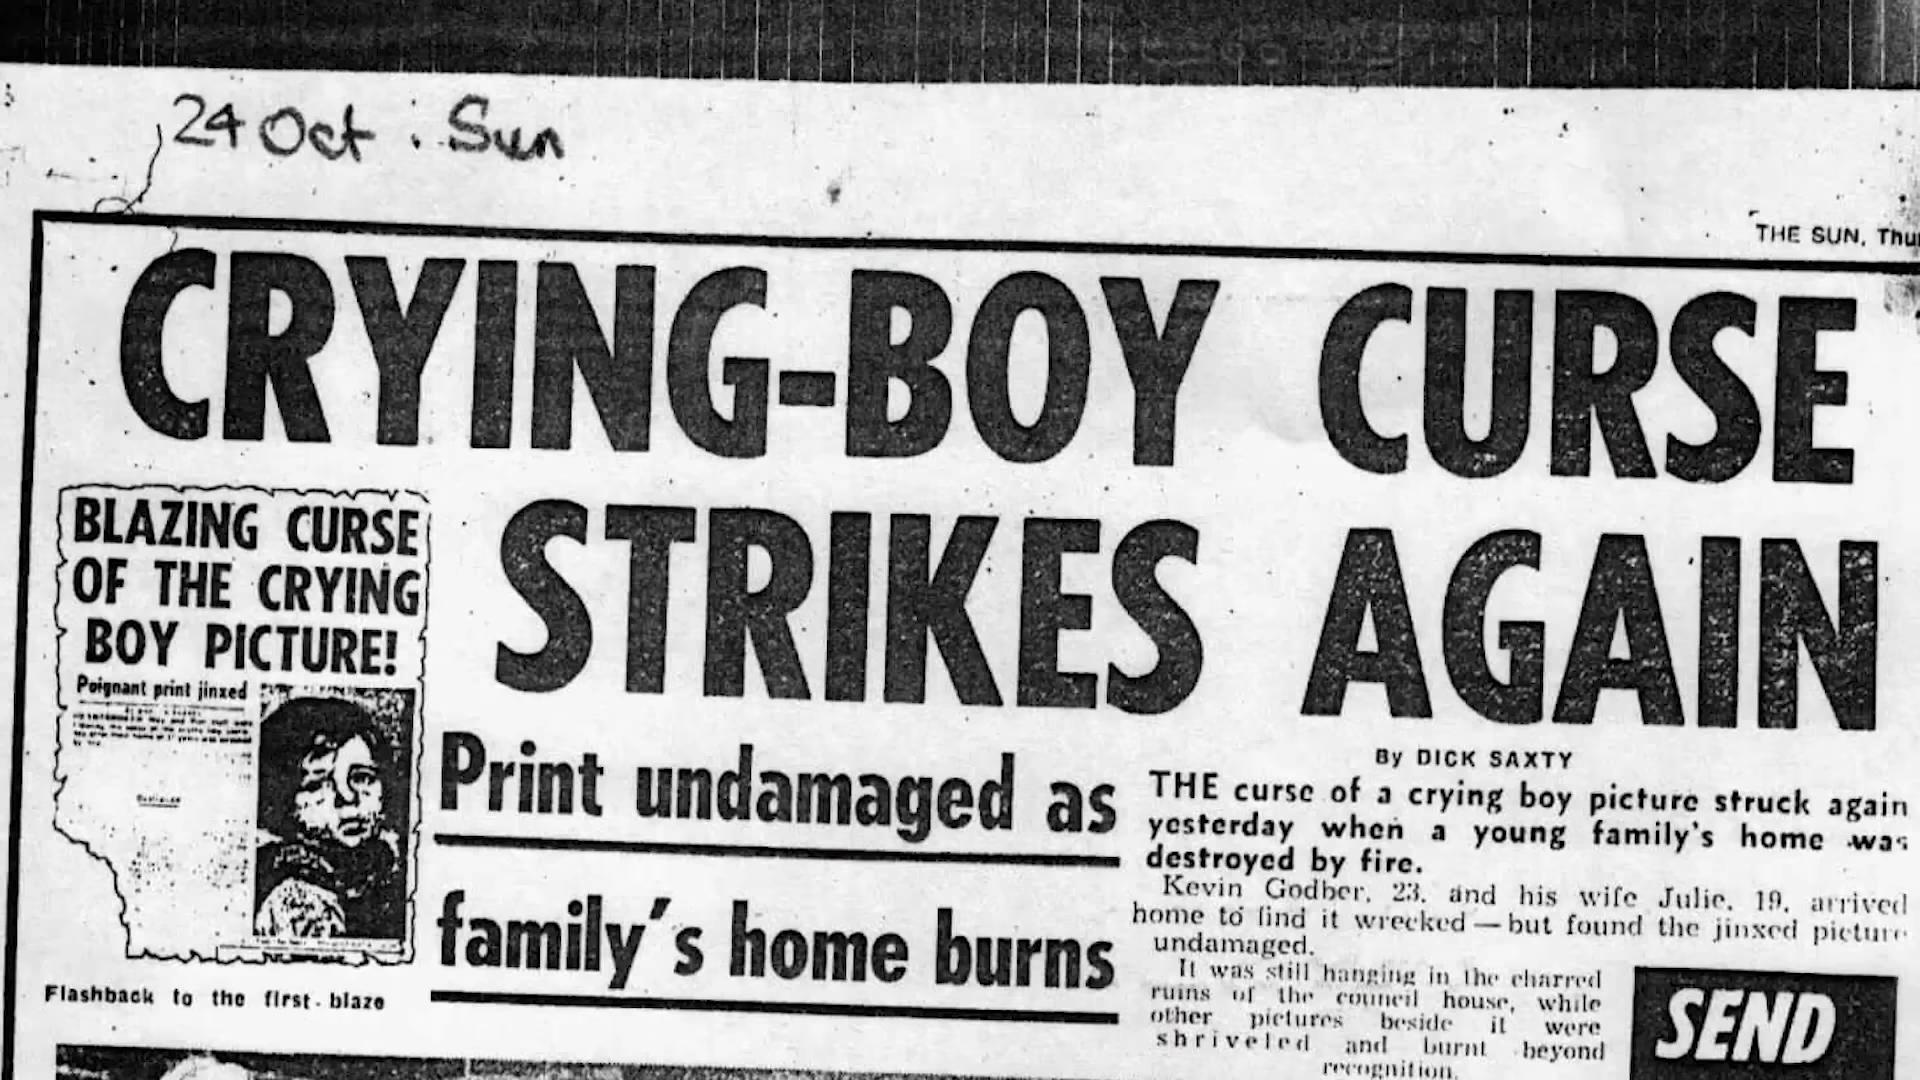 24 Oct . Sun
THE SUN, Thu
CRYING-BOY CURSE
STRIKES AGAIN
BLAZING CURSE
OF THE CRYING
BOY PICTURE!
Poignant print jinxed
Flashback to the first blaze
Print undamaged as
family's home burns
By DICK SAXTY
THE curse of a crying boy picture struck again
yesterday when a young family's home was
destroyed by fire.
Kevin Godber, 23, and his wife Julie, 19, arrived
home to find it wrecked — but found the jinxed picture
undamaged.
It was still hanging in the charred
ruins of the council house, while
other pictures beside it were
shriveled and burnt beyond
recognition.
SEND